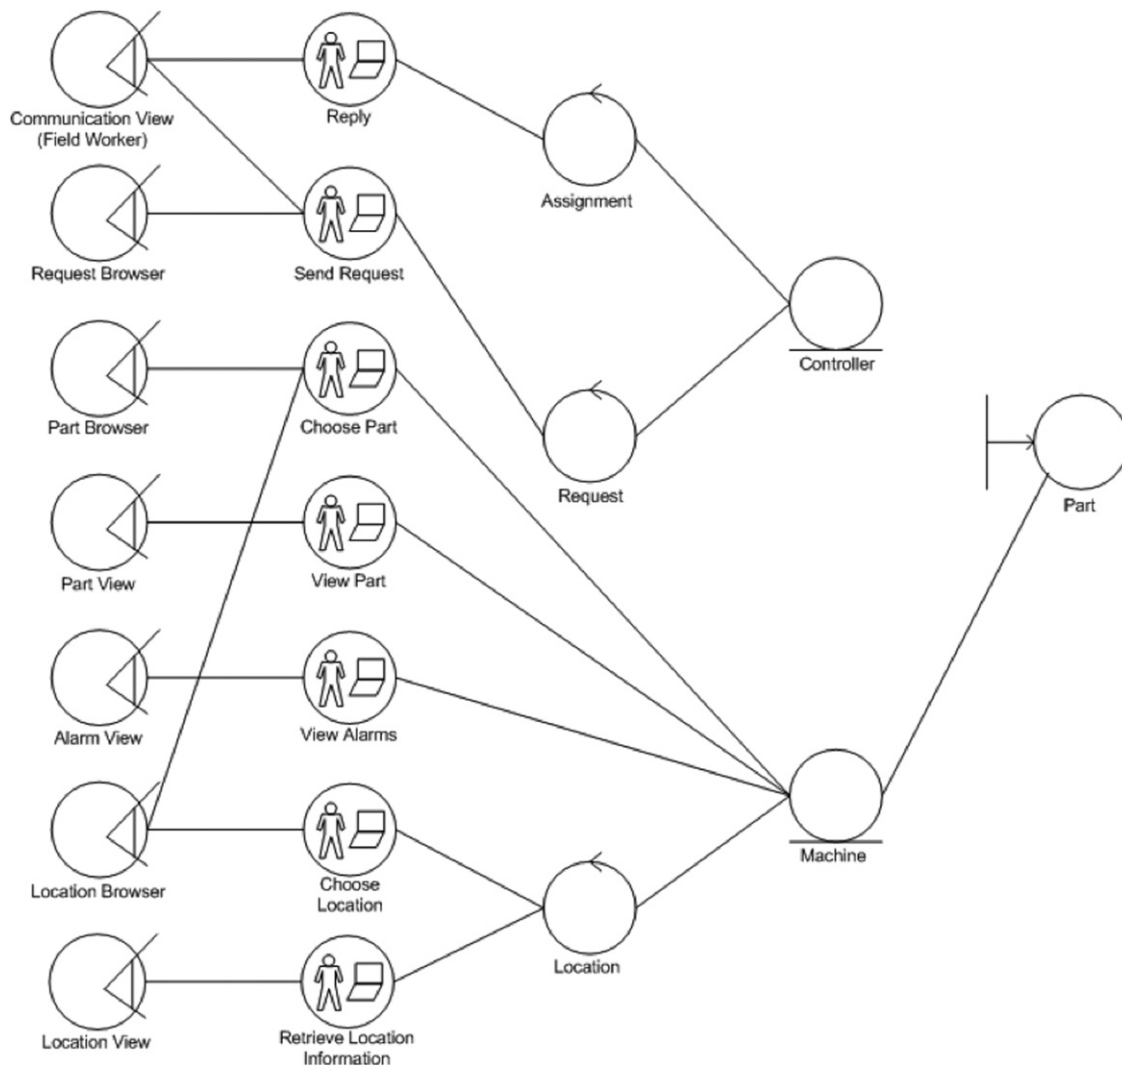 Communication View
(Field Worker)
Reply
Assignment
Request Browser
Send Request
Controller
Part Browser
Choose Part
Request
Part
Part View
View Part
Alarm View
View Alarms
Machine
Location Browser
Choose
Location
Location
Location View
Retrieve Location
Information